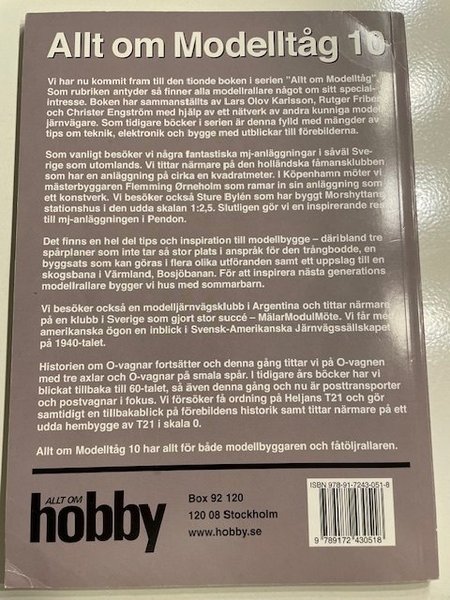 Allt om Modelltåg 10
Vi har nu kommit fram till den tionde boken i serien "Allt om Modelltåg".
Som rubriken antyder så finner alla modellrallare något om sitt special-
intresse. Boken har sammanställts av Lars Olov Karlsson, Rutger Friberg
och Christer Engström med hjälp av ett nätverk av andra kunniga modell-
järnvägare. Som tidigare böcker i serien är denna fylld med mängder av
tips om teknik, elektronik och bygge med utblickar till förebilderna.
Som vanligt besöker vi några fantastiska mj-anläggningar i såväl Sve-
rige som utomlands. Vi tittar närmare på den holländska fåmansklubben
som har en anläggning på cirka en kvadratmeter. I Köpenhamn möter vi
mästerbyggaren Flemming Ørneholm som ramar in sin anläggning som
ett konstverk. Vi besöker också Sture Bylén som har byggt Morshyttans
stationshus i den udda skalan 1:2,5. Slutligen gör vi en inspirerande resa
till mj-anläggningen i Pendon.
Det finns en hel del tips och inspiration till modellbygge – däribland tre
spårplaner som inte tar så stor plats i anspråk för den trångbodde, en
byggsats som kan göras i flera olika utföranden samt ett uppslag till en
skogsbana i Värmland, Bosjöbanan. För att inspirera nästa generations
modellrallare bygger vi hus med sommarbarn.
Vi besöker också en modelljärnvägsklubb i Argentina och tittar närmare
på en klubb i Sverige som gjort stor succé – MälarModulMöte. Vi får med
amerikanska ögon en inblick i Svensk-Amerikanska Järnvägssällskapet
på 1940-talet.
Historien om O-vagnar fortsätter och denna gång tittar vi på O-vagnen
med tre axlar och O-vagnar på smala spår. I tidigare års böcker har vi
blickat tillbaka till 60-talet, så även denna gång och nu är posttransporter
och postvagnar i fokus. Vi försöker få ordning på Heljans T21 och gör
samtidigt en tillbakablick på förebildens historik samt tittar närmare på ett
udda hembygge av T21 i skala 0.
Allt om Modelltåg 10 har allt för både modellbyggaren och fåtöljrallaren.
ALLT OM
hobby
Box 92 120
120 08 Stockholm
www.hobby.se
ISBN 978-91-7243-051-8
9 789172 430518